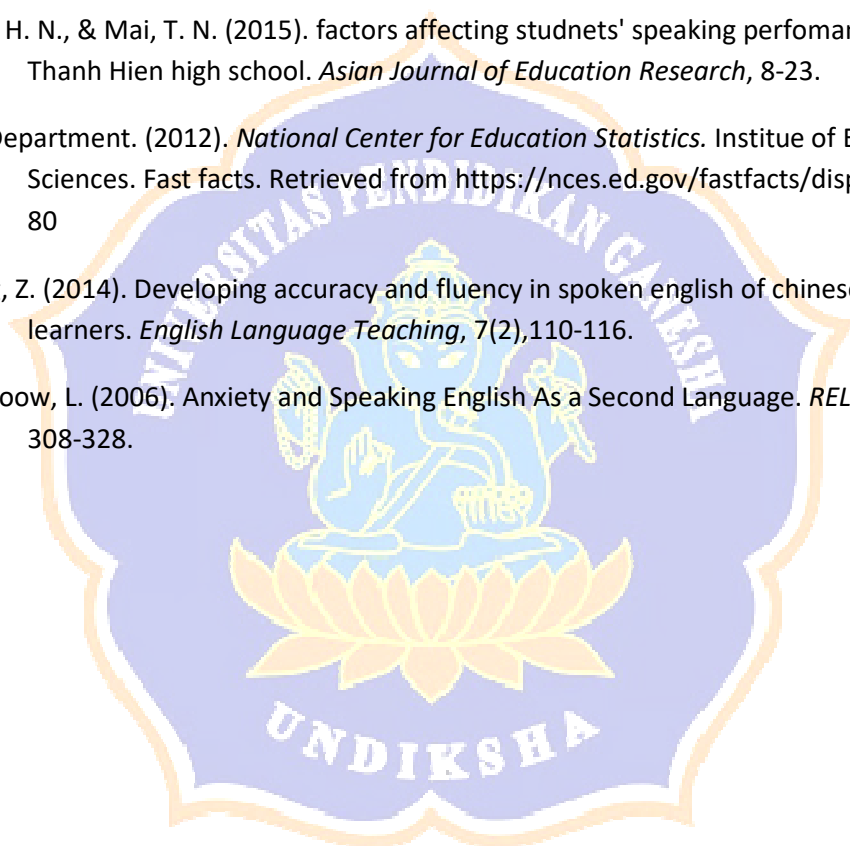 H. N., & Mai, T. N. (2015). factors affecting studnets' speaking perfoma
Thanh Hien high school. Asian Journal of Education Research, 8-23.
Department. (2012). National Center for Education Statistics. Institue of
Sciences. Fast facts. Retrieved from https://nces.ed.gov/fastfacts/disp
80
, Z. (2014). Developing accuracy and fluency in spoken english of chines
learners. English Language Teaching, 7(2),110-116.
oow, L. (2006). Anxiety and Speaking English As a Second Language. REL
308-328.
UNIVERSITAS PENDIDIKAN GANESHA
UNDIKSHA